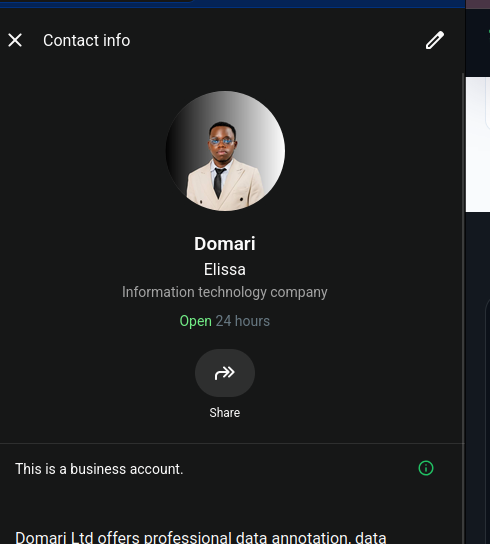 Contact info
Domari
Elissa
Information technology company
Open 24 hours
Share
This is a business account.
Domari Ltd offers professional data annotation, data